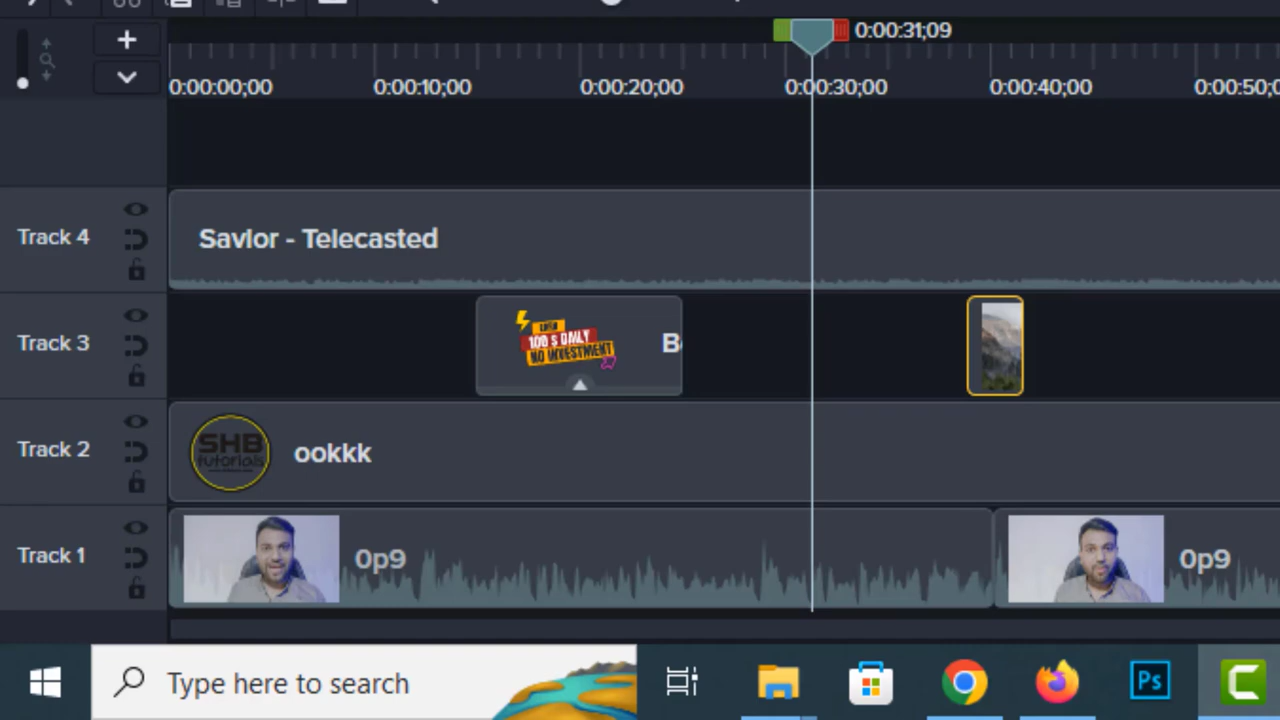 0:00:31;09
0:00:00;00 0:00:10;00 0:00:20;00 0:00:30;00 0:00:40;00 0:00:50;
Track 4
Savior - Telecasted
Track 3
100 $ DAILY
NO INVESTMENT
B
Track 2
SHB
tutorials
ookkk
Track 1
0p9
0p9
Type here to search
Ps